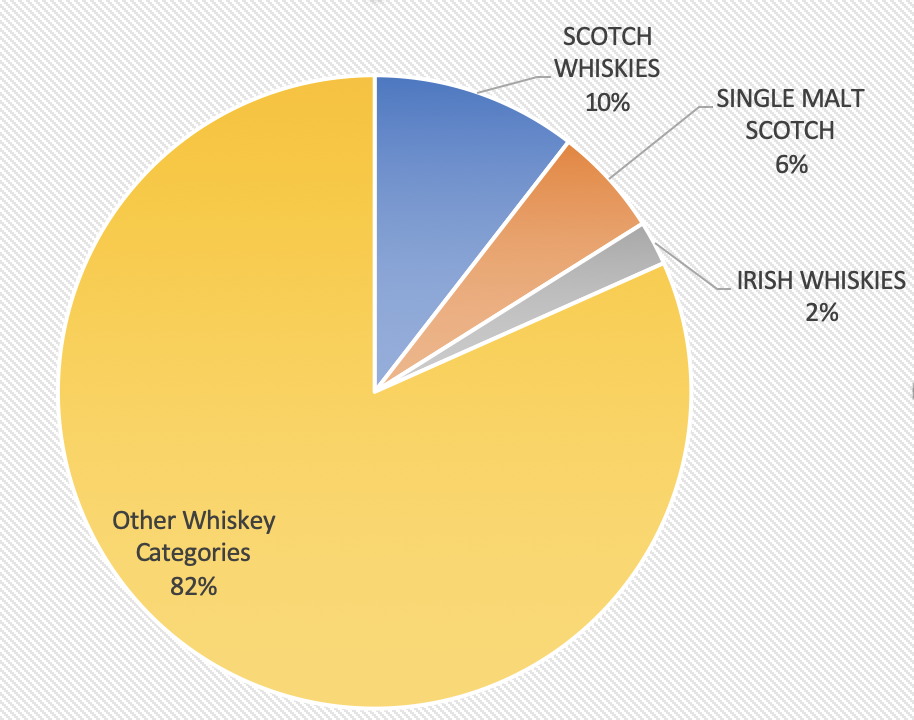 SCOTCH
WHISKIES
10%
SINGLE MALT
SCOTCH
6%
IRISH WHISKIES
2%
Other Whiskey
Categories
82%